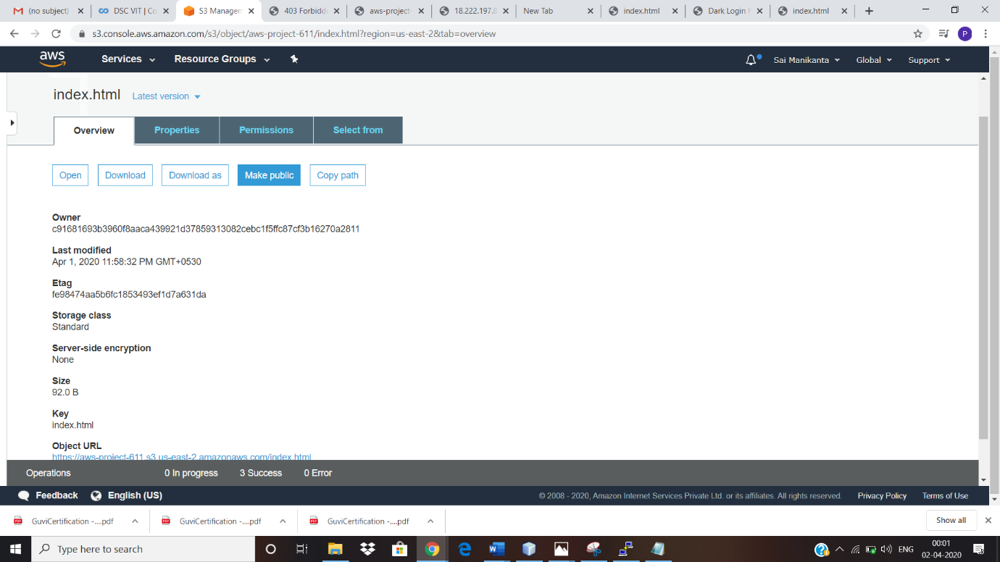 (no subject)
DSC VIT | Co
S3 Managem
403 Forbidde
aws-project-
18.222.197.8
New Tab
index.html
Dark Login F
index.html
s3.console.aws.amazon.com/s3/object/aws-project-611/index.html?region=us-east-2&tab=overview
P
aws
Services
Resource Groups
Sai Manikanta
Global
Support
index.html
Latest version
Overview
Properties
Permissions
Select from
Open
Download
Download as
Make public
Copy path
Owner
c91681693b3960f8aaca439921d37859313082cebc1f5ffc87cf3b16270a2811
Last modified
Apr 1, 2020 11:58:32 PM GMT+0530
Etag
fe98474aa5b6fc1853493ef1d7a631da
Storage class
Standard
Server-side encryption
None
Size
92.0 B
Key
index.html
Object URL
https://aws-project-611.s3.us-east-2.amazonaws.com/index.html
Operations
0 In progress
3 Success
0 Error
Feedback
English (US)
© 2008 - 2020, Amazon Internet Services Private Ltd. or its affiliates. All rights reserved.
Privacy Policy
Terms of Use
GuviCertification -....pdf
GuviCertification -....pdf
GuviCertification -....pdf
Show all
Type here to search
ENG
00:01
02-04-2020